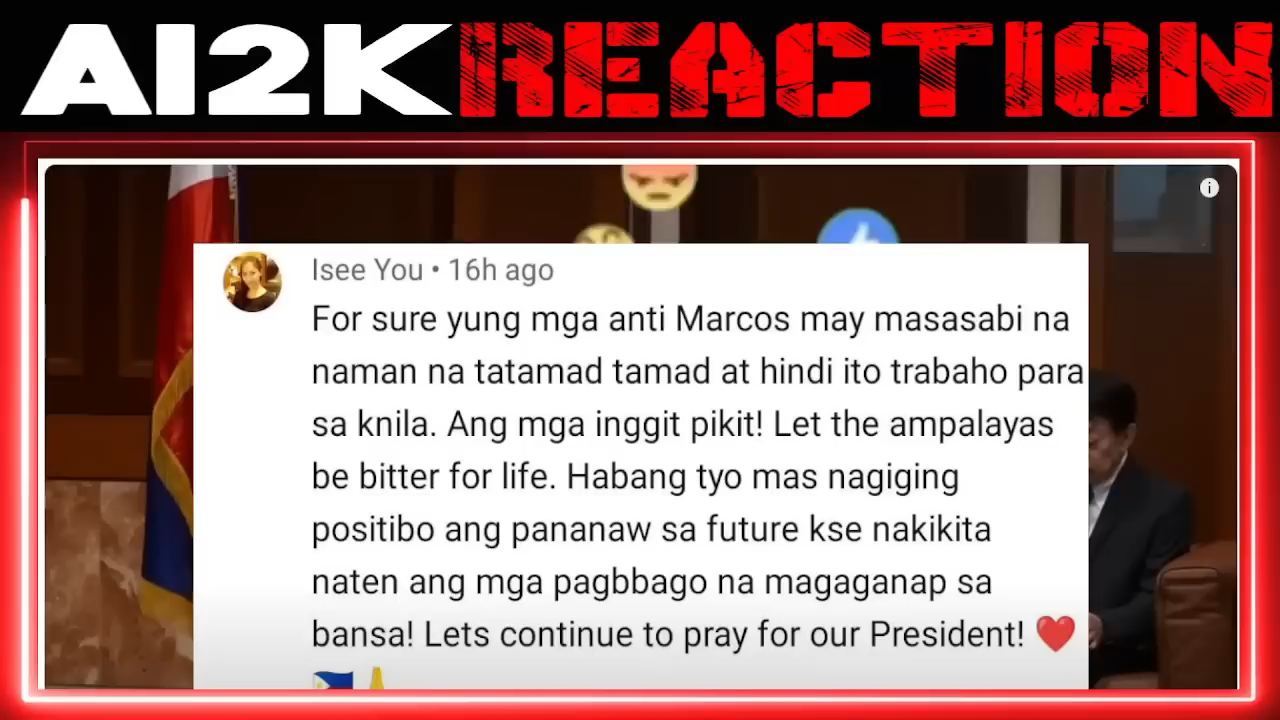 AI2KREACTION
Isee You • 16h ago
For sure yung mga anti Marcos may masasabi na
naman na tatamad tamad at hindi ito trabaho para
sa knila. Ang mga inggit pikit! Let the ampalayas
be bitter for life. Habang tyo mas nagiging
positibo ang pananaw sa future kse nakikita
naten ang mga pagbbago na magaganap sa
bansa! Lets continue to pray for our President! ❤️
🇵🇭🙏